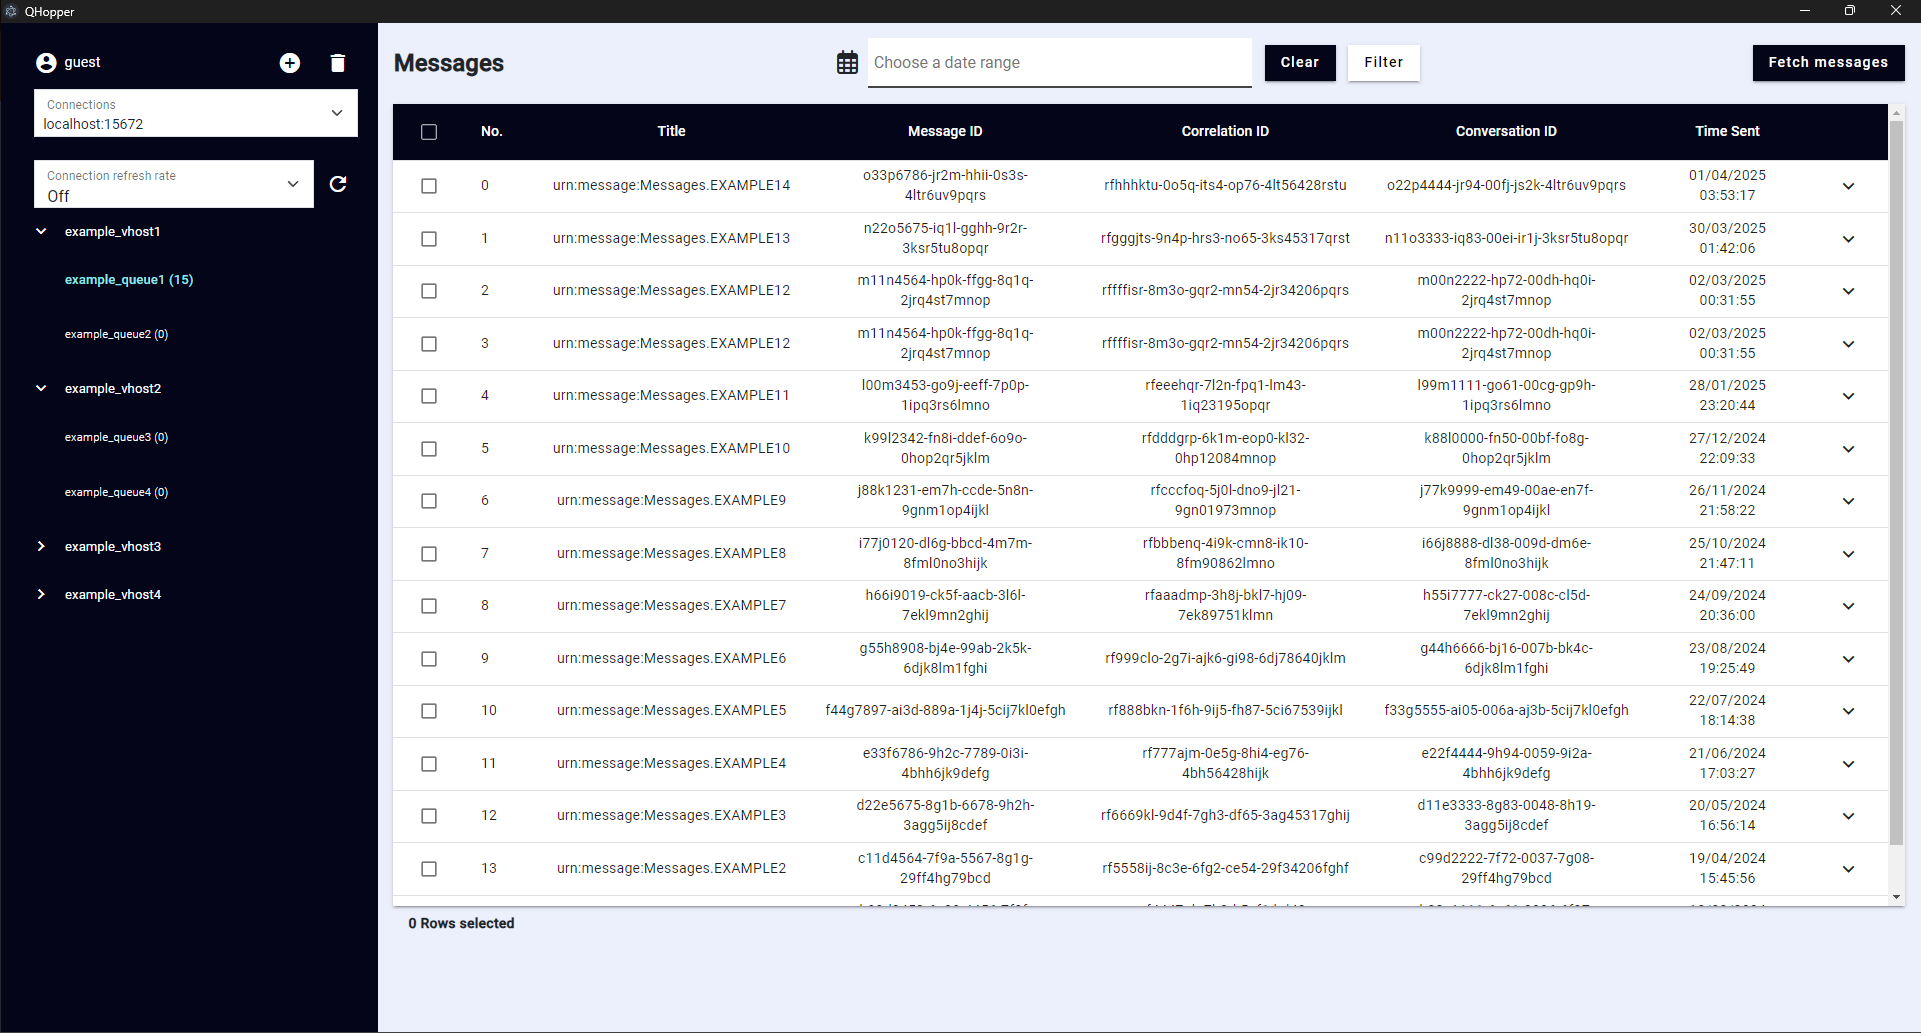 QHopper
guest
Connections
localhost:15672
Connection refresh rate
Off
example_vhost1
example_queue1 (15)
example_queue2 (0)
example_vhost2
example_queue3 (0)
example_queue4 (0)
example_vhost3
example_vhost4
Messages
Choose a date range
Clear
Filter
Fetch messages
No. Title Message ID Correlation ID Conversation ID Time Sent
0 urn:message:Messages.EXAMPLE14 o33p6786-jr2m-hhii-0s3s-4ltr6uv9pqrs rfhhhktu-0o5q-its4-op76-4lt56428rstu o22p4444-jr94-00fj-js2k-4ltr6uv9pqrs 01/04/2025 03:53:17
1 urn:message:Messages.EXAMPLE13 n22o5675-iq1l-gghh-9r2r-3ksr5tu8opqr rfgggjts-9n4p-hrs3-no65-3ks45317qrst n11o3333-iq83-00ei-ir1j-3ksr5tu8opqr 30/03/2025 01:42:06
2 urn:message:Messages.EXAMPLE12 m11n4564-hp0k-ffgg-8q1q-2jrq4st7mnop rffffisr-8m3o-gqr2-mn54-2jr34206pqrs m00n2222-hp72-00dh-hq0i-2jrq4st7mnop 02/03/2025 00:31:55
3 urn:message:Messages.EXAMPLE12 m11n4564-hp0k-ffgg-8q1q-2jrq4st7mnop rffffisr-8m3o-gqr2-mn54-2jr34206pqrs m00n2222-hp72-00dh-hq0i-2jrq4st7mnop 02/03/2025 00:31:55
4 urn:message:Messages.EXAMPLE11 l00m3453-go9j-eeff-7p0p-1ipq3rs6lmno rfeeehqr-7l2n-fpq1-lm43-1iq23195opqr l99m1111-go61-00cg-gp9h-1ipq3rs6lmno 28/01/2025 23:20:44
5 urn:message:Messages.EXAMPLE10 k99l2342-fn8i-ddef-6o9o-0hop2qr5jklm rfdddgrp-6k1m-eop0-kl32-0hp12084mnop k88l0000-fn50-00bf-fo8g-0hop2qr5jklm 27/12/2024 22:09:33
6 urn:message:Messages.EXAMPLE9 j88k1231-em7h-ccde-5n8n-9gnm1op4ijkl rfcccfoq-5j0l-dno9-jl21-9gn01973mnop j77k9999-em49-00ae-en7f-9gnm1op4ijkl 26/11/2024 21:58:22
7 urn:message:Messages.EXAMPLE8 i77j0120-dl6g-bbcd-4m7m-8fml0no3hijk rfbbbenq-4i9k-cmn8-ik10-8fm90862lmno i66j8888-dl38-009d-dm6e-8fml0no3hijk 25/10/2024 21:47:11
8 urn:message:Messages.EXAMPLE7 h66i9019-ck5f-aacb-3l6l-7ekl9mn2ghij rfaaadmp-3h8j-bkl7-hj09-7ek89751klmn h55i7777-ck27-008c-cl5d-7ekl9mn2ghij 24/09/2024 20:36:00
9 urn:message:Messages.EXAMPLE6 g55h8908-bj4e-99ab-2k5k-6djk8lm1fghi rf999clo-2g7i-ajk6-gi98-6dj78640jklm g44h6666-bj16-007b-bk4c-6djk8lm1fghi 23/08/2024 19:25:49
10 urn:message:Messages.EXAMPLE5 f44g7897-ai3d-889a-1j4j-5cij7kl0efgh rf888bkn-1f6h-9ij5-fh87-5ci67539ijkl f33g5555-ai05-006a-aj3b-5cij7kl0efgh 22/07/2024 18:14:38
11 urn:message:Messages.EXAMPLE4 e33f6786-9h2c-7789-0i3i-4bhh6jk9defg rf777ajm-0e5g-8hi4-eg76-4bh56428hijk e22f4444-9h94-0059-9i2a-4bhh6jk9defg 21/06/2024 17:03:27
12 urn:message:Messages.EXAMPLE3 d22e5675-8g1b-6678-9h2h-3agg5ij8cdef rf6669kl-9d4f-7gh3-df65-3ag45317ghij d11e3333-8g83-0048-8h19-3agg5ij8cdef 20/05/2024 16:56:14
13 urn:message:Messages.EXAMPLE2 c11d4564-7f9a-5567-8g1g-29ff4hg79bcd rf5558ij-8c3e-6fg2-ce54-29f34206fghf c99d2222-7f72-0037-7g08-29ff4hg79bcd 19/04/2024 15:45:56
0 Rows selected